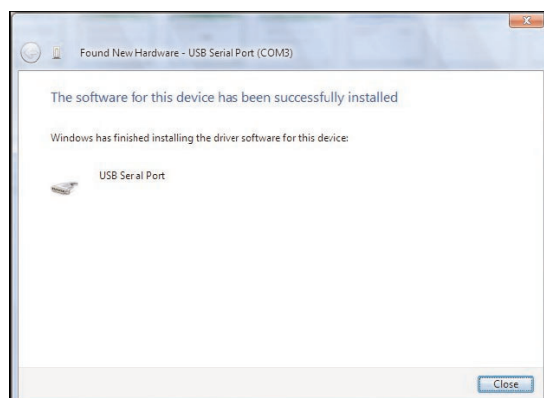 Found New Hardware - USB Serial Port (COM3)
The software for this device has been successfully installed
Windows has finished installing the driver software for this device:
USB Serial Port
Close